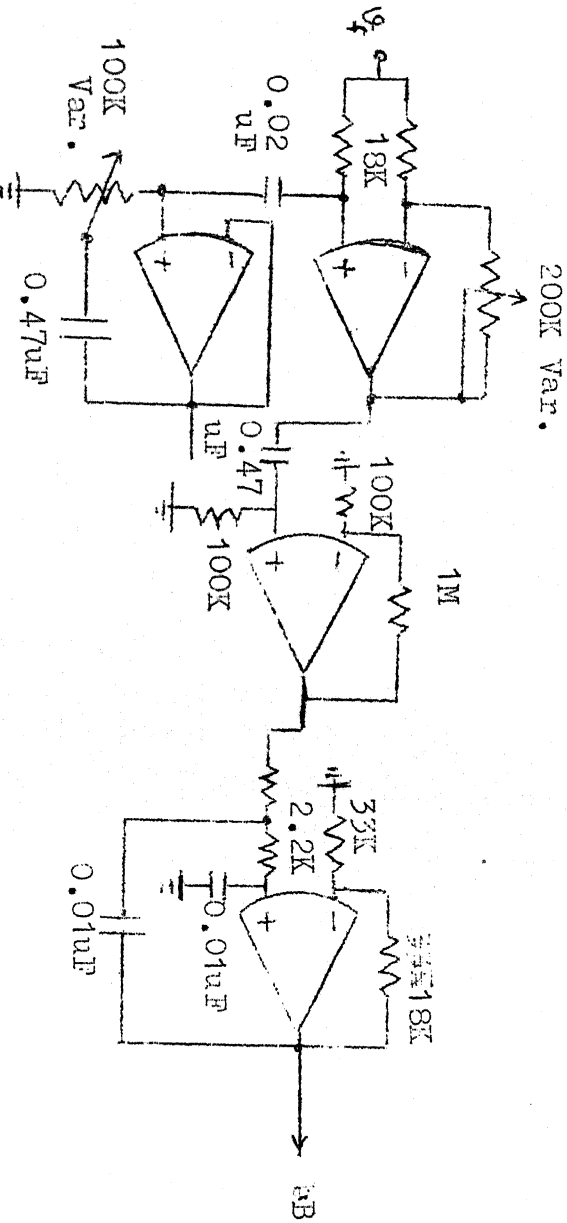 v_f
18K
200K Var.
0.02
uF
100K
Var.
0.47uF
0.47
uF
100K
100K
1M
2.2K
33K
18K
0.01uF
0.01uF
+
-
+
-
+
-
+
-